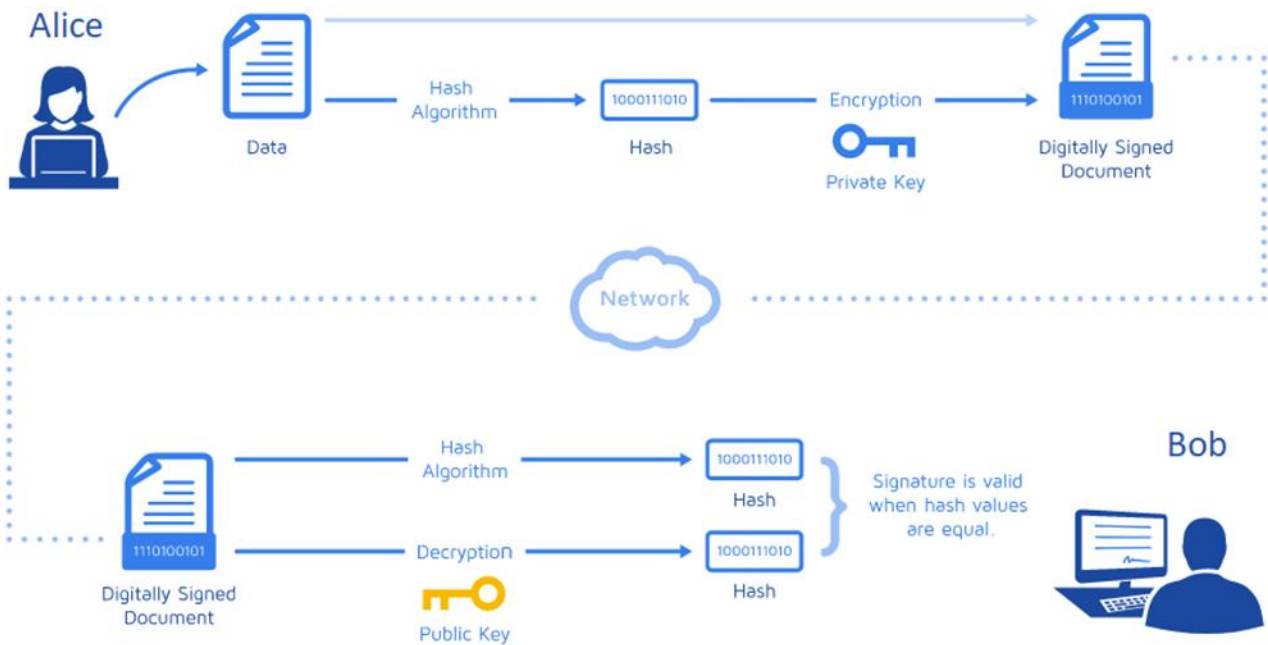 Alice
Hash
Algorithm
1000111010
Encryption
1110100101
Data
Hash
Private Key
Digitally Signed
Document
Network
Bob
Hash
Algorithm
1000111010
Hash
Signature is valid
when hash values
are equal.
1110100101
Decryption
1000111010
Hash
Digitally Signed
Document
Public Key